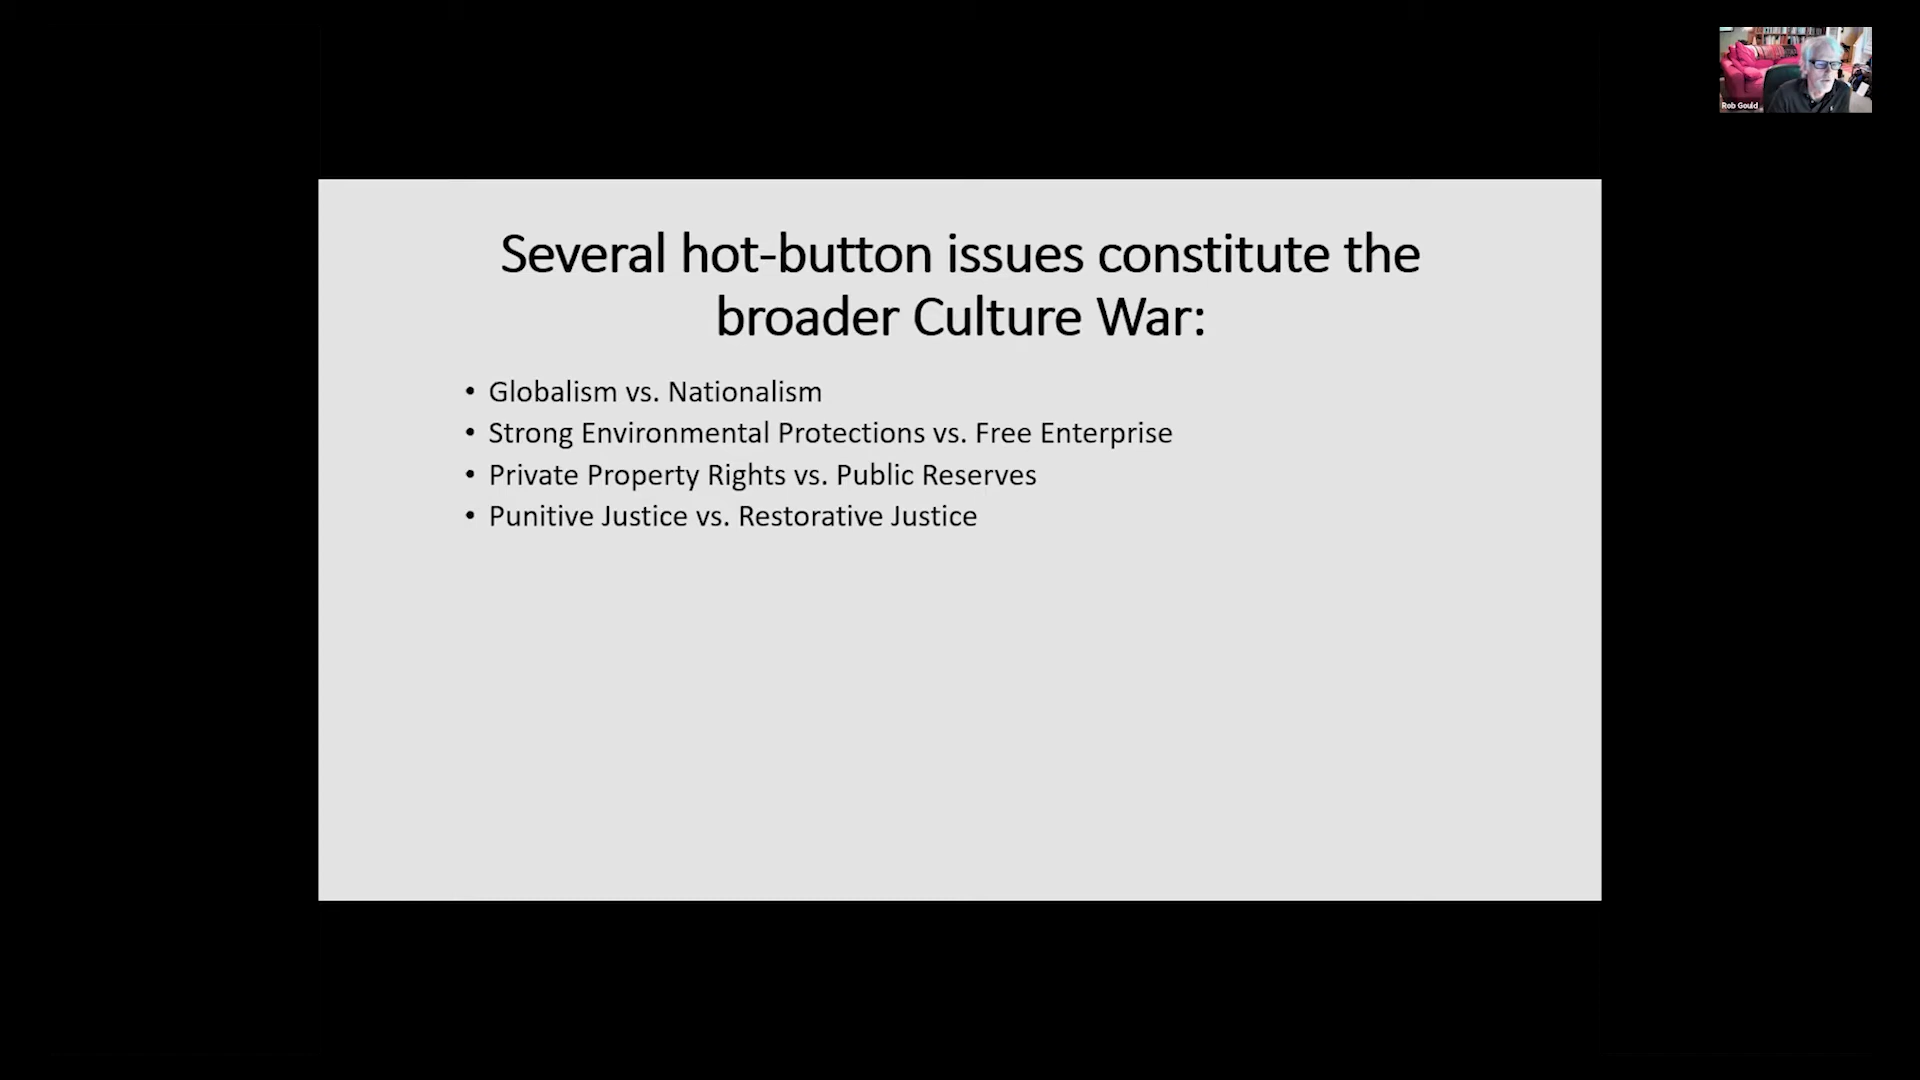 Rob Gould
Several hot-button issues constitute the
broader Culture War:
• Globalism vs. Nationalism
• Strong Environmental Protections vs. Free Enterprise
• Private Property Rights vs. Public Reserves
• Punitive Justice vs. Restorative Justice